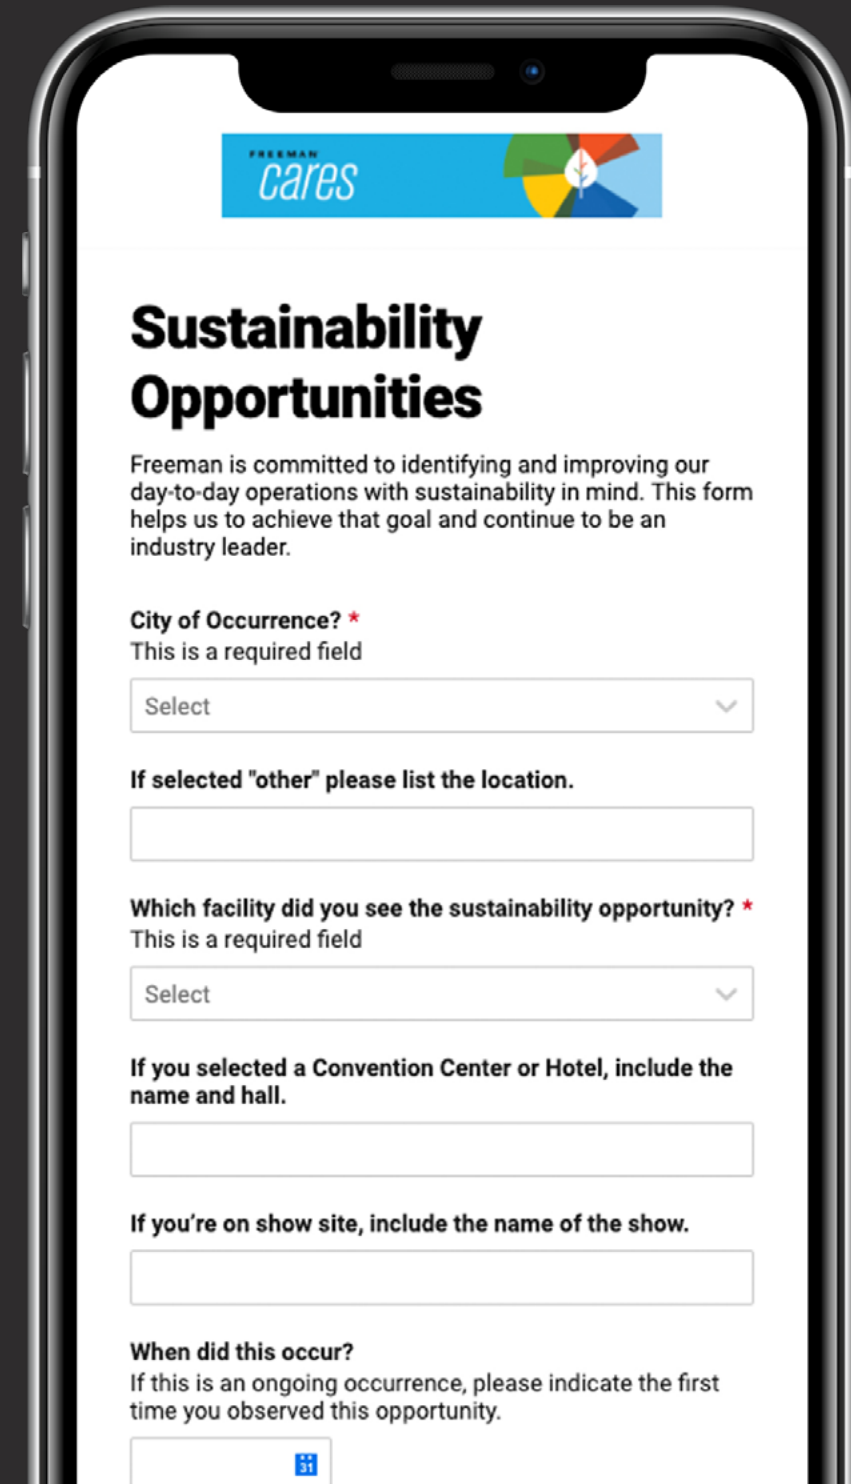 FREEMAN
cares
Sustainability
Opportunities
Freeman is committed to identifying and improving our
day-to-day operations with sustainability in mind. This form
helps us to achieve that goal and continue to be an
industry leader.
City of Occurrence? *
This is a required field
Select
If selected "other" please list the location.
Which facility did you see the sustainability opportunity? *
This is a required field
Select
If you selected a Convention Center or Hotel, include the
name and hall.
If you’re on show site, include the name of the show.
When did this occur?
If this is an ongoing occurrence, please indicate the first
time you observed this opportunity.
31